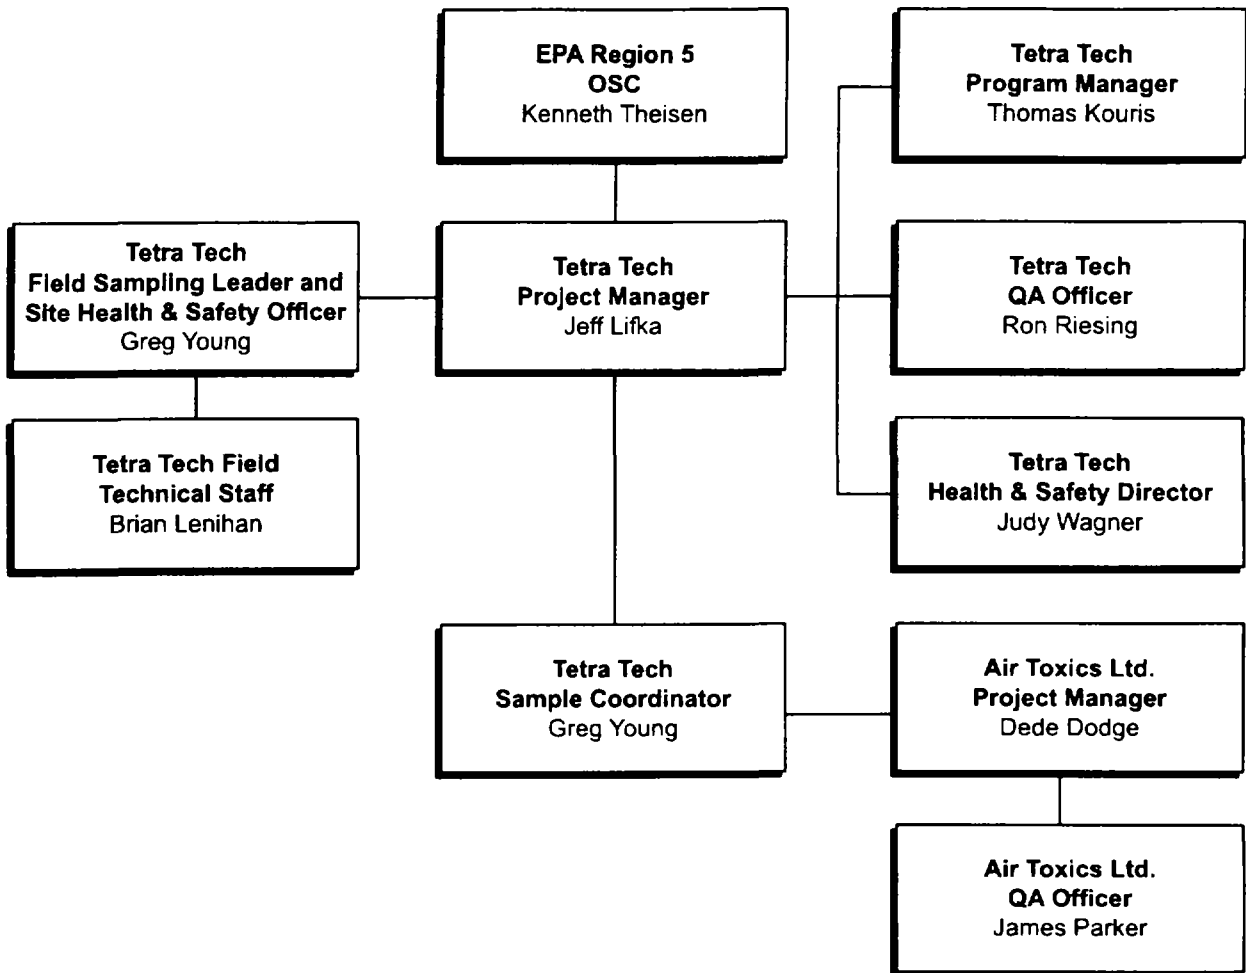 EPA Region 5
OSC
Kenneth Theisen
Tetra Tech
Program Manager
Thomas Kouris
Tetra Tech
Field Sampling Leader and
Site Health & Safety Officer
Greg Young
Tetra Tech
Project Manager
Jeff Lifka
Tetra Tech
QA Officer
Ron Riesing
Tetra Tech Field
Technical Staff
Brian Lenihan
Tetra Tech
Health & Safety Director
Judy Wagner
Tetra Tech
Sample Coordinator
Greg Young
Air Toxics Ltd.
Project Manager
Dede Dodge
Air Toxics Ltd.
QA Officer
James Parker